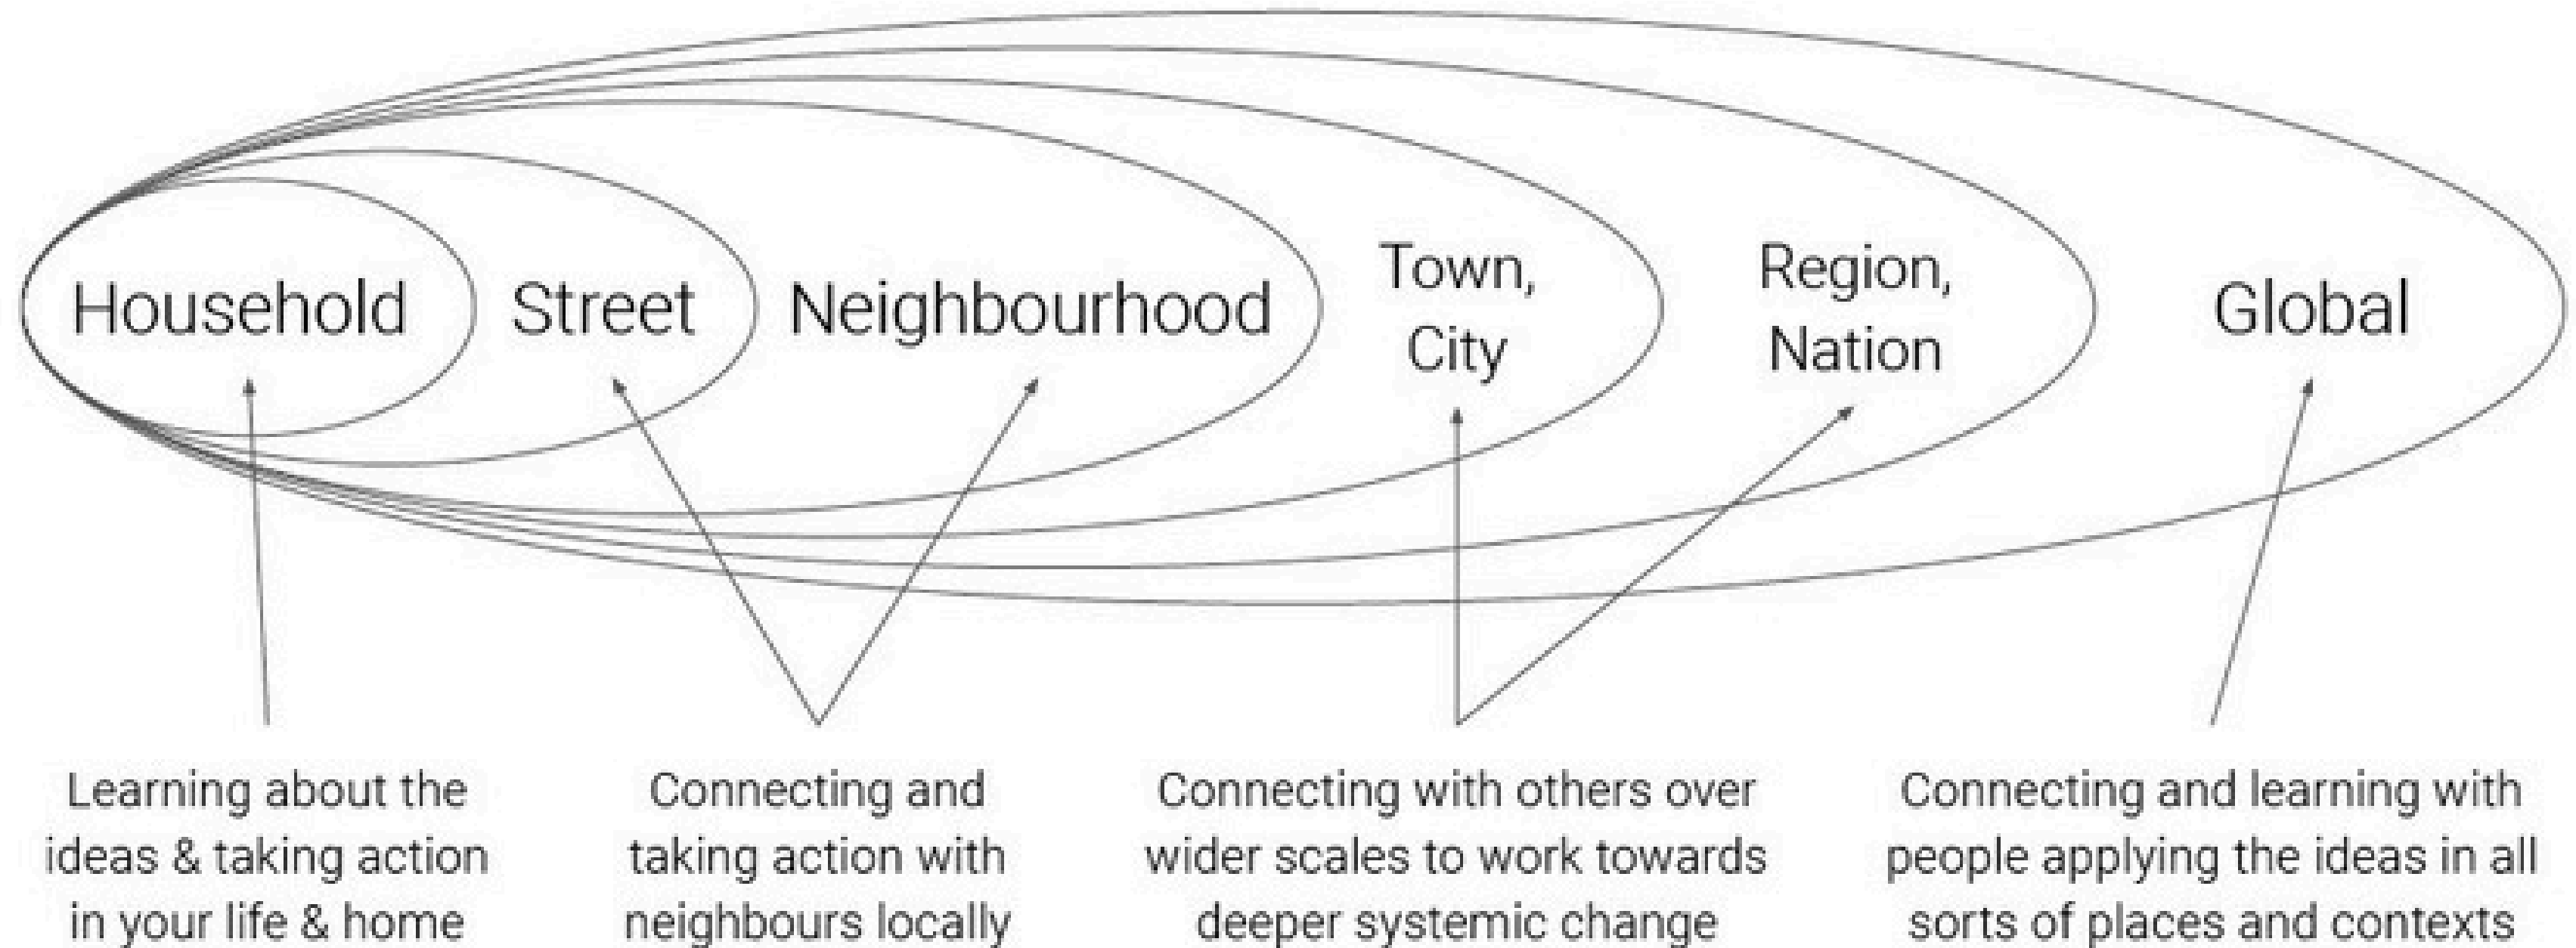 Household
Street
Neighbourhood
Town,
City
Region,
Nation
Global
Learning about the
ideas & taking action
in your life & home
Connecting and
taking action with
neighbours locally
Connecting with others over
wider scales to work towards
deeper systemic change
Connecting and learning with
people applying the ideas in all
sorts of places and contexts